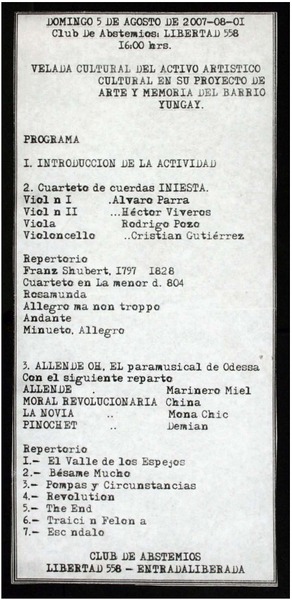 DOMINGO 5 DE AGOSTO DE 2007-08-01
Club De Abstemios: LIBERTAD 558
16:00 hrs.
VELADA CULTURAL DEL ACTIVO ARTISTICO
CULTURAL EN SU PROYECTO DE
ARTE Y MEMORIA DEL BARRIO
YUNGAY.
PROGRAMA
1. INTRODUCCION DE LA ACTIVIDAD
2. Cuarteto de cuerdas INIESTA.
Viol n I .Alvaro Parra
Viol n II ...Héctor Viveros
Viola Rodrigo Pozo
Violoncello ..Cristian Gutiérrez
Repertorio
Franz Shubert, 1797 1828
Cuarteto en La menor d. 804
Rosamunda
Allegro ma non troppo
Andante
Minueto, Allegro
3. ALLENDE OH, EL paramusical de Odessa
Con el siguiente reparto
ALLENDE . Marinero Miel
MORAL REVOLUCIONARIA China
LA NOVIA .. Mona Chic
PINOCHET .. Demian
Repertorio
1.- El Valle de los Espejos
2.- Bésame Mucho
3.- Pompas y Circunstancias
4.- Revolution
5.- The End
6.- Traici n Felon a
7.- Esc ndalo
CLUB DE ABSTEMIOS
LIBERTAD 558 - ENTRADALIBERADA